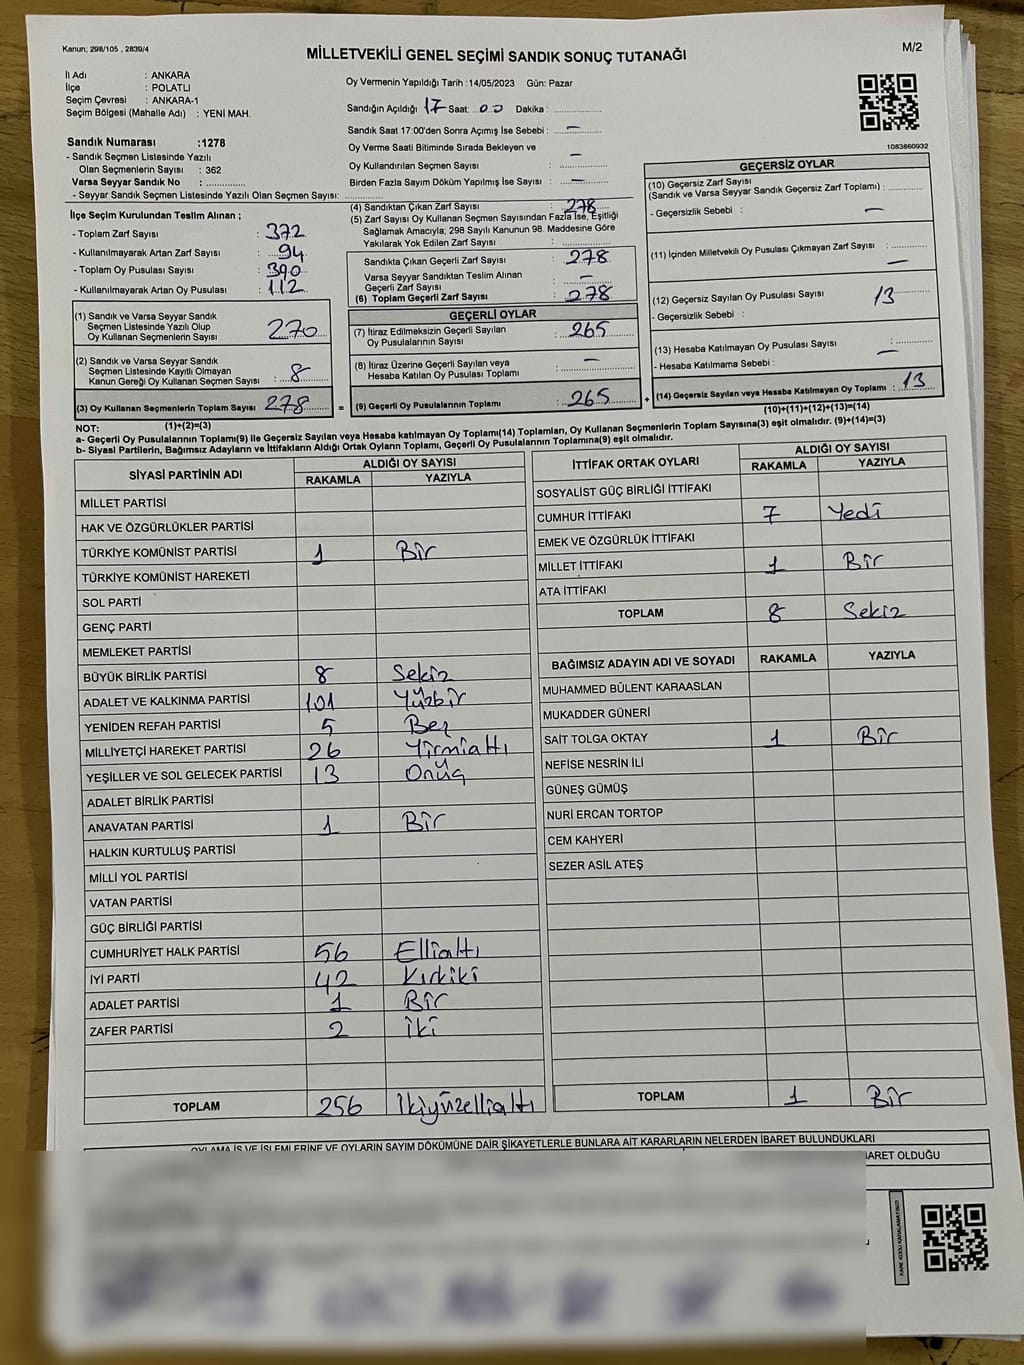 Kanun; 298/105 , 2839/4
MİLLETVEKİLİ GENEL SEÇİMİ SANDIK SONUÇ TUTANAĞI
M/2
İl Adı : ANKARA
İlçe : POLATLI
Seçim Çevresi : ANKARA-1
Seçim Bölgesi (Mahalle Adı) : YENİ MAH.
Oy Vermenin Yapıldığı Tarih :14/05/2023 Gün: Pazar
Sandığın Açıldığı 17 Saat: 00 Dakika :
Sandık Saat 17:00'den Sonra Açımış İse Sebebi : —
Oy Verme Saati Bitiminde Sırada Bekleyen ve
Oy Kullandırılan Seçmen Sayısı : —
Birden Fazla Sayım Döküm Yapılmış İse Sayısı : —
1083860932
Sandık Numarası :1278
- Sandık Seçmen Listesinde Yazılı
Olan Seçmenlerin Sayısı : 362
Varsa Seyyar Sandık No :
- Seyyar Sandık Seçmen Listesinde Yazılı Olan Seçmen Sayısı:
İlçe Seçim Kurulundan Teslim Alınan ;
- Toplam Zarf Sayısı : 372
- Kullanılmayarak Artan Zarf Sayısı : 94
- Toplam Oy Pusulası Sayısı : 390
- Kullanılmayarak Artan Oy Pusulası : 112
(1) Sandık ve Varsa Seyyar Sandık
Seçmen Listesinde Yazılı Olup
Oy Kullanan Seçmenlerin Sayısı : 270
(2) Sandık ve Varsa Seyyar Sandık
Seçmen Listesinde Kayıtlı Olmayan
Kanun Gereği Oy Kullanan Seçmen Sayısı : 8
(3) Oy Kullanan Seçmenlerin Toplam Sayısı : 278
(1)+(2)=(3)
(4) Sandıktan Çıkan Zarf Sayısı : 278
(5) Zarf Sayısı Oy Kullanan Seçmen Sayısından Fazla İse, Eşitliği
Sağlamak Amacıyla; 298 Sayılı Kanunun 98. Maddesine Göre
Yakılarak Yok Edilen Zarf Sayısı :
Sandıkta Çıkan Geçerli Zarf Sayısı : 278
Varsa Seyyar Sandıktan Teslim Alınan
Geçerli Zarf Sayısı : —
(6) Toplam Geçerli Zarf Sayısı : 278
GEÇERLİ OYLAR
(7) İtiraz Edilmeksizin Geçerli Sayılan
Oy Pusulalarının Sayısı : 265
(8) İtiraz Üzerine Geçerli Sayılan veya
Hesaba Katılan Oy Pusulası Toplamı : —
= (9) Geçerli Oy Pusulalarının Toplamı : 265 +
GEÇERSİZ OYLAR
(10) Geçersiz Zarf Sayısı
(Sandık ve Varsa Seyyar Sandık Geçersiz Zarf Toplamı) :
- Geçersizlik Sebebi : —
(11) İçinden Milletvekili Oy Pusulası Çıkmayan Zarf Sayısı : —
(12) Geçersiz Sayılan Oy Pusulası Sayısı : 13
- Geçersizlik Sebebi :
(13) Hesaba Katılmayan Oy Pusulası Sayısı : —
- Hesaba Katılmama Sebebi :
(14) Geçersiz Sayılan veya Hesaba Katılmayan Oy Toplamı : 13
(10)+(11)+(12)+(13)=(14)
NOT:
a- Geçerli Oy Pusulalarının Toplamı(9) ile Geçersiz Sayılan veya Hesaba katılmayan Oy Toplamı(14) Toplamları, Oy Kullanan Seçmenlerin Toplam Sayısına(3) eşit olmalıdır. (9)+(14)=(3)
b- Siyasi Partilerin, Bağımsız Adayların ve İttifakların Aldığı Ortak Oyların Toplamı, Geçerli Oy Pusulalarının Toplamına(9) eşit olmalıdır.
SİYASİ PARTİNİN ADI ALDIĞI OY SAYISI
RAKAMLA YAZIYLA
MİLLET PARTİSİ
HAK VE ÖZGÜRLÜKLER PARTİSİ
TÜRKİYE KOMÜNİST PARTİSİ 1 Bir
TÜRKİYE KOMÜNİST HAREKETİ
SOL PARTİ
GENÇ PARTİ
MEMLEKET PARTİSİ
BÜYÜK BİRLİK PARTİSİ 8 Sekiz
ADALET VE KALKINMA PARTİSİ 101 Yüzbir
YENİDEN REFAH PARTİSİ 5 Beş
MİLLİYETÇİ HAREKET PARTİSİ 26 Yirmialtı
YEŞİLLER VE SOL GELECEK PARTİSİ 13 Onüç
ADALET BİRLİK PARTİSİ
ANAVATAN PARTİSİ 1 Bir
HALKIN KURTULUŞ PARTİSİ
MİLLİ YOL PARTİSİ
VATAN PARTİSİ
GÜÇ BİRLİĞİ PARTİSİ
CUMHURİYET HALK PARTİSİ 56 Ellialtı
İYİ PARTİ 42 Kırkiki
ADALET PARTİSİ 1 Bir
ZAFER PARTİSİ 2 İki
TOPLAM 256 İkiyüzellialtı
İTTİFAK ORTAK OYLARI ALDIĞI OY SAYISI
RAKAMLA YAZIYLA
SOSYALİST GÜÇ BİRLİĞİ İTTİFAKI
CUMHUR İTTİFAKI 7 Yedi
EMEK VE ÖZGÜRLÜK İTTİFAKI
MİLLET İTTİFAKI 1 Bir
ATA İTTİFAKI
TOPLAM 8 Sekiz
BAĞIMSIZ ADAYIN ADI VE SOYADI RAKAMLA YAZIYLA
MUHAMMED BÜLENT KARAASLAN
MUKADDER GÜNERİ
SAİT TOLGA OKTAY 1 Bir
NEFİSE NESRİN İLİ
GÜNEŞ GÜMÜŞ
NURİ ERCAN TORTOP
CEM KAHYERİ
SEZER ASİL ATEŞ
TOPLAM 1 Bir
OYLAMA İŞ VE İŞLEMLERİNE VE OYLARIN SAYIM DÖKÜMÜNE DAİR ŞİKAYETLERLE BUNLARA AİT KARARLARIN NELERDEN İBARET BULUNDUKLARI
OLDUĞU
KARE KODU KARALAMAYINIZ!